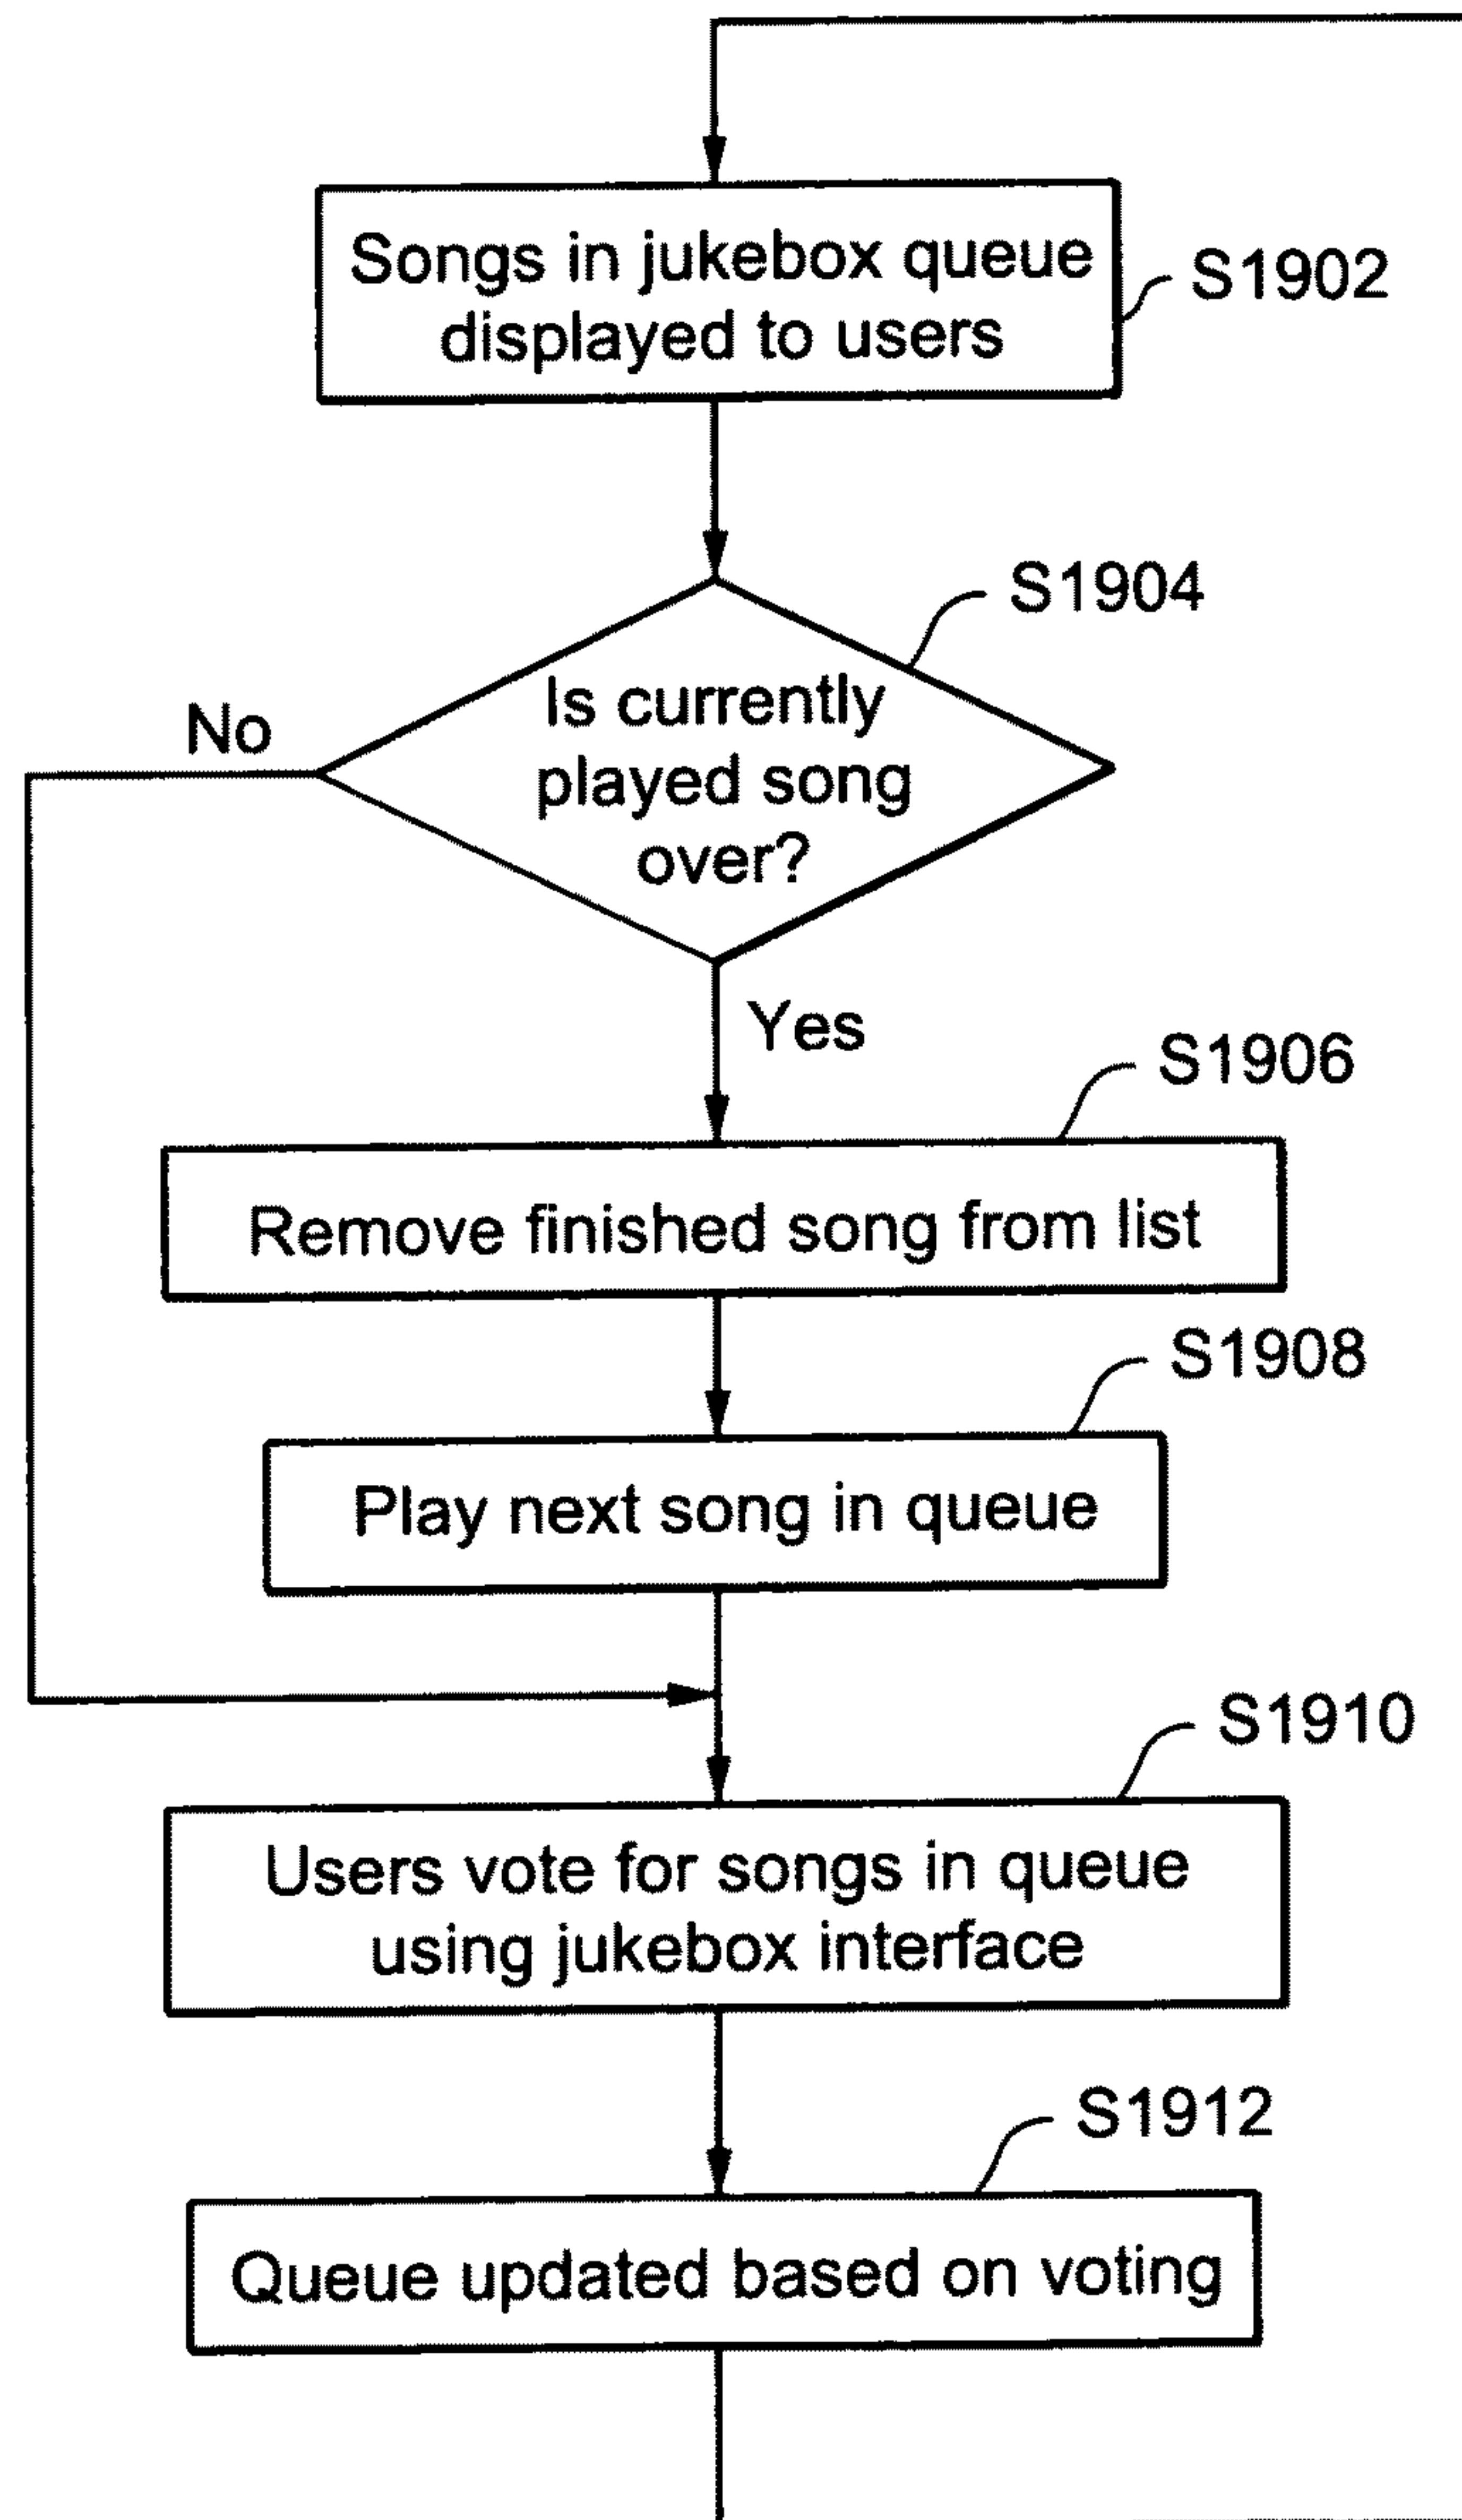 Songs in jukebox queue
displayed to users
S1902
S1904
Is currently
played song
over?
No
Yes
S1906
Remove finished song from list
S1908
Play next song in queue
S1910
Users vote for songs in queue
using jukebox interface
S1912
Queue updated based on voting